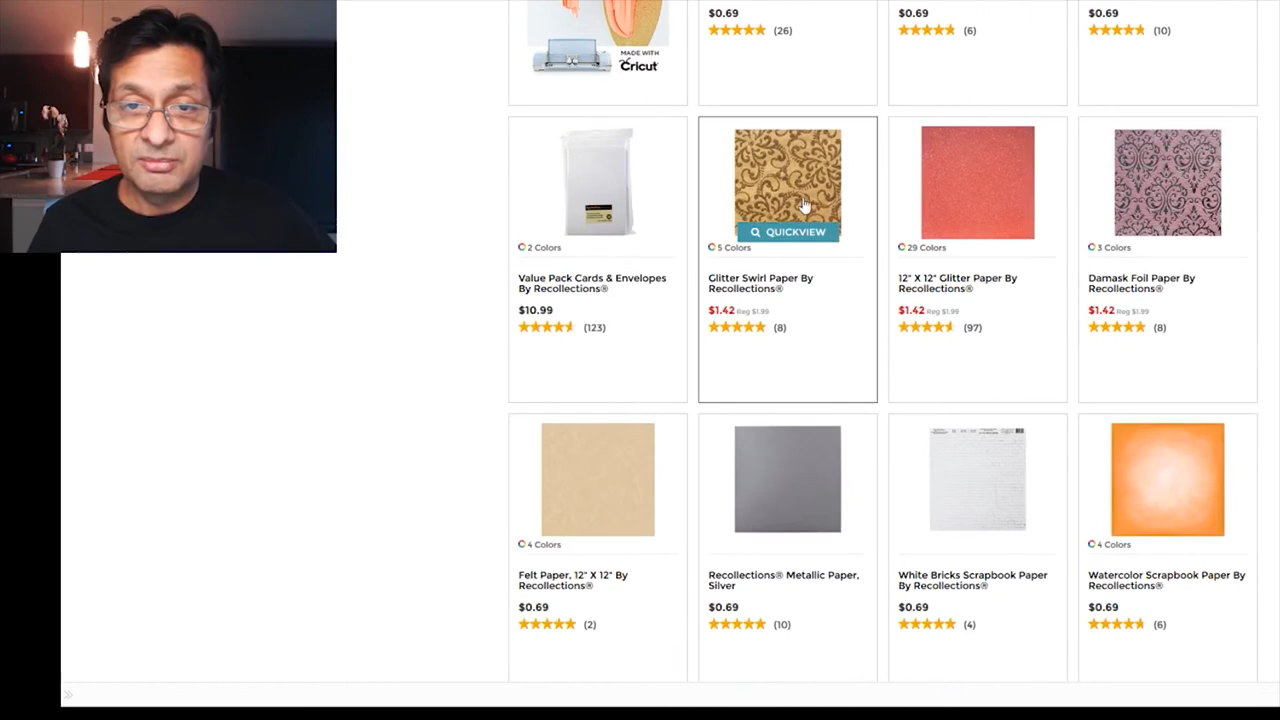 MADE WITH
Cricut
$0.69
(26)
$0.69
(6)
$0.69
(10)
2 Colors
Value Pack Cards & Envelopes
By Recollections®
$10.99
(123)
QUICKVIEW
5 Colors
Glitter Swirl Paper By
Recollections®
$1.42 Reg $1.99
(8)
29 Colors
12" X 12" Glitter Paper By
Recollections®
$1.42 Reg $1.99
(97)
3 Colors
Damask Foil Paper By
Recollections®
$1.42 Reg $1.99
(8)
4 Colors
Felt Paper, 12" X 12" By
Recollections®
$0.69
(2)
Recollections® Metallic Paper,
Silver
$0.69
(10)
White Bricks Scrapbook Paper
By Recollections®
$0.69
(4)
4 Colors
Watercolor Scrapbook Paper By
Recollections®
$0.69
(6)